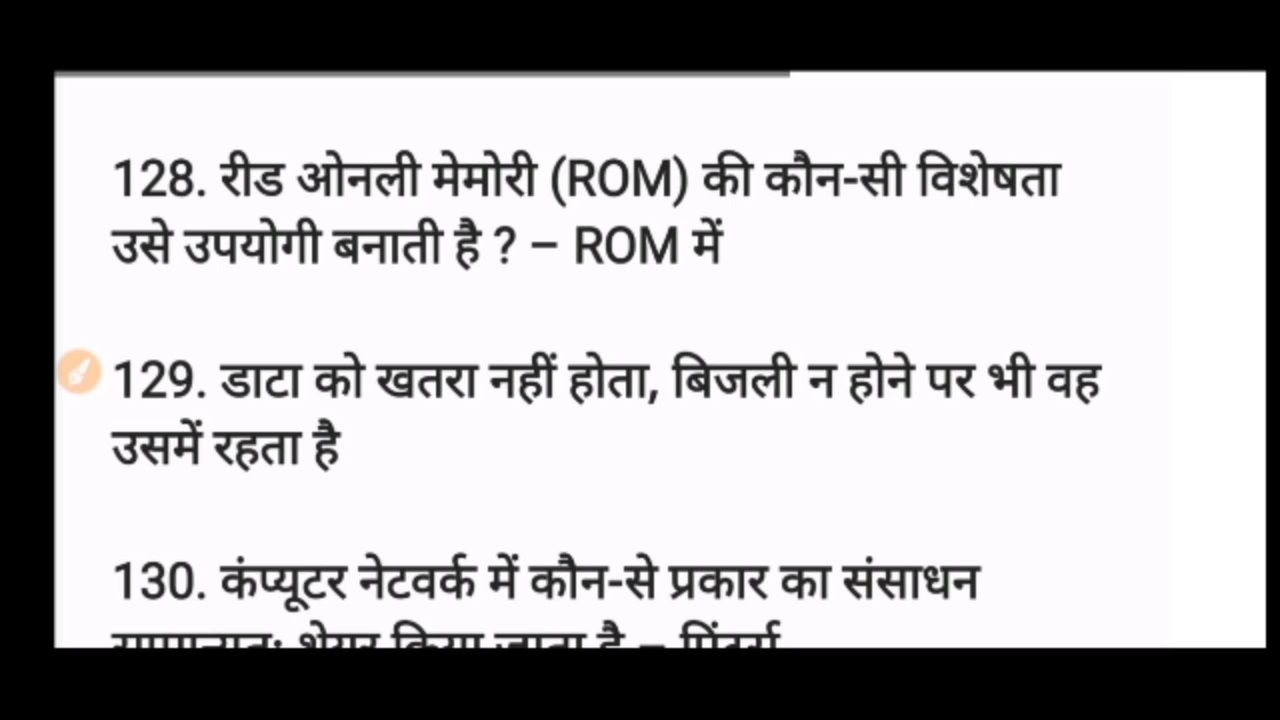 128. रीड ओनली मेमोरी (ROM) की कौन-सी विशेषता
उसे उपयोगी बनाती है ? – ROM में
129. डाटा को खतरा नहीं होता, बिजली न होने पर भी वह
उसमें रहता है
130. कंप्यूटर नेटवर्क में कौन-से प्रकार का संसाधन
शेयर किया जाता है –